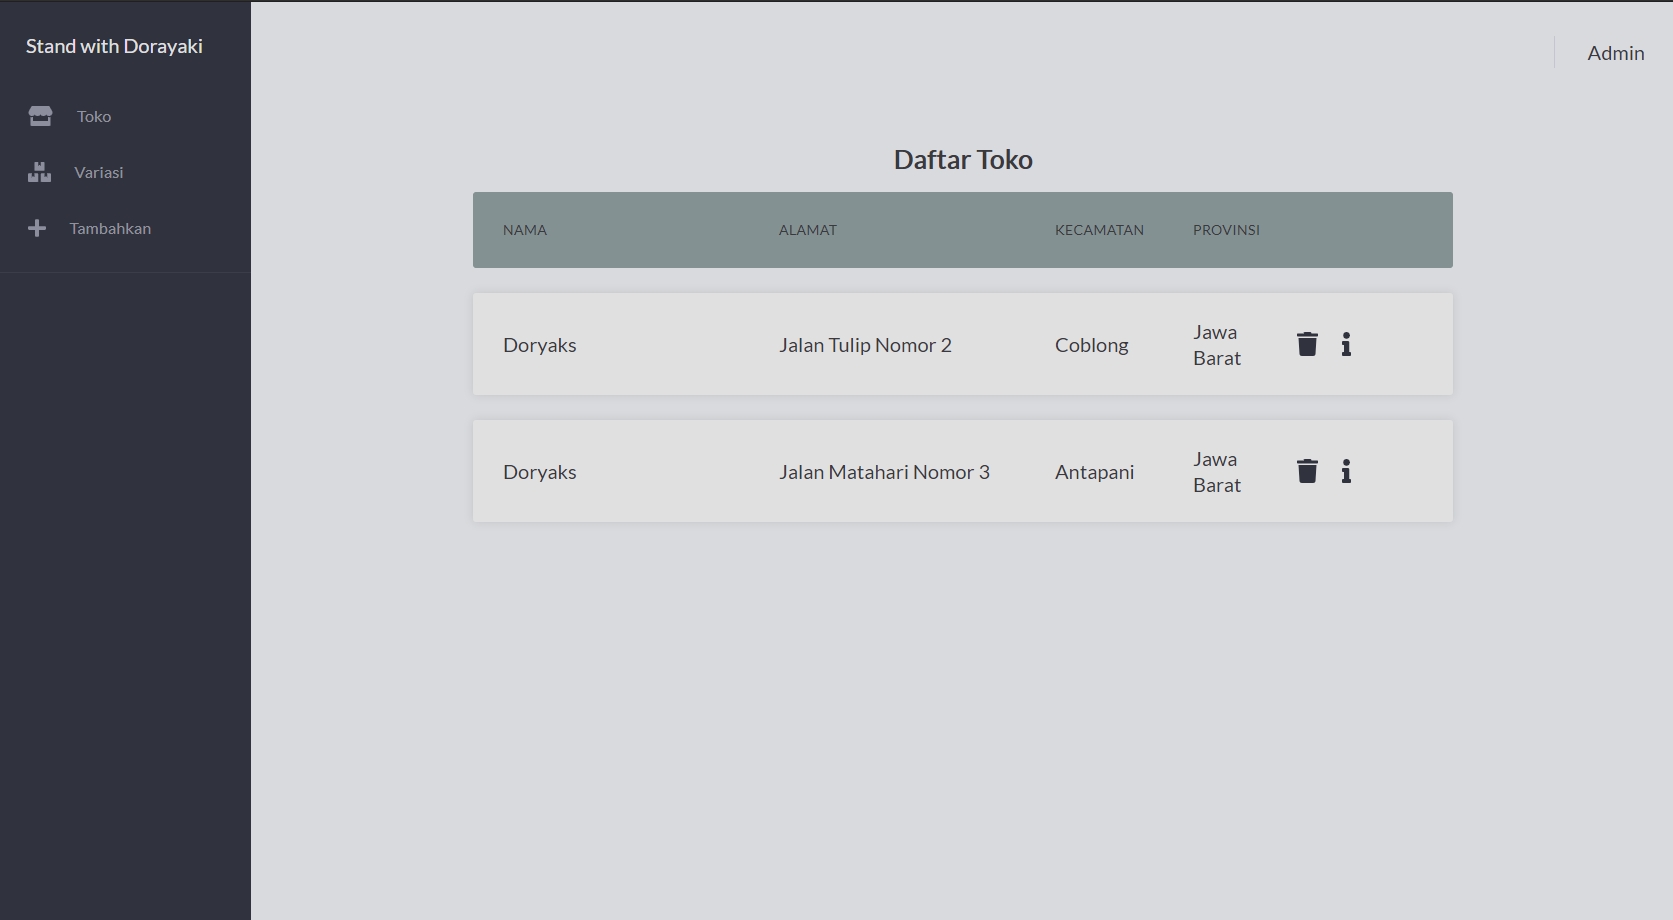 Stand with Dorayaki
Admin
Toko
Variasi
Tambahkan
Daftar Toko
NAMA ALAMAT KECAMATAN PROVINSI
Doryaks Jalan Tulip Nomor 2 Coblong Jawa Barat
Doryaks Jalan Matahari Nomor 3 Antapani Jawa Barat